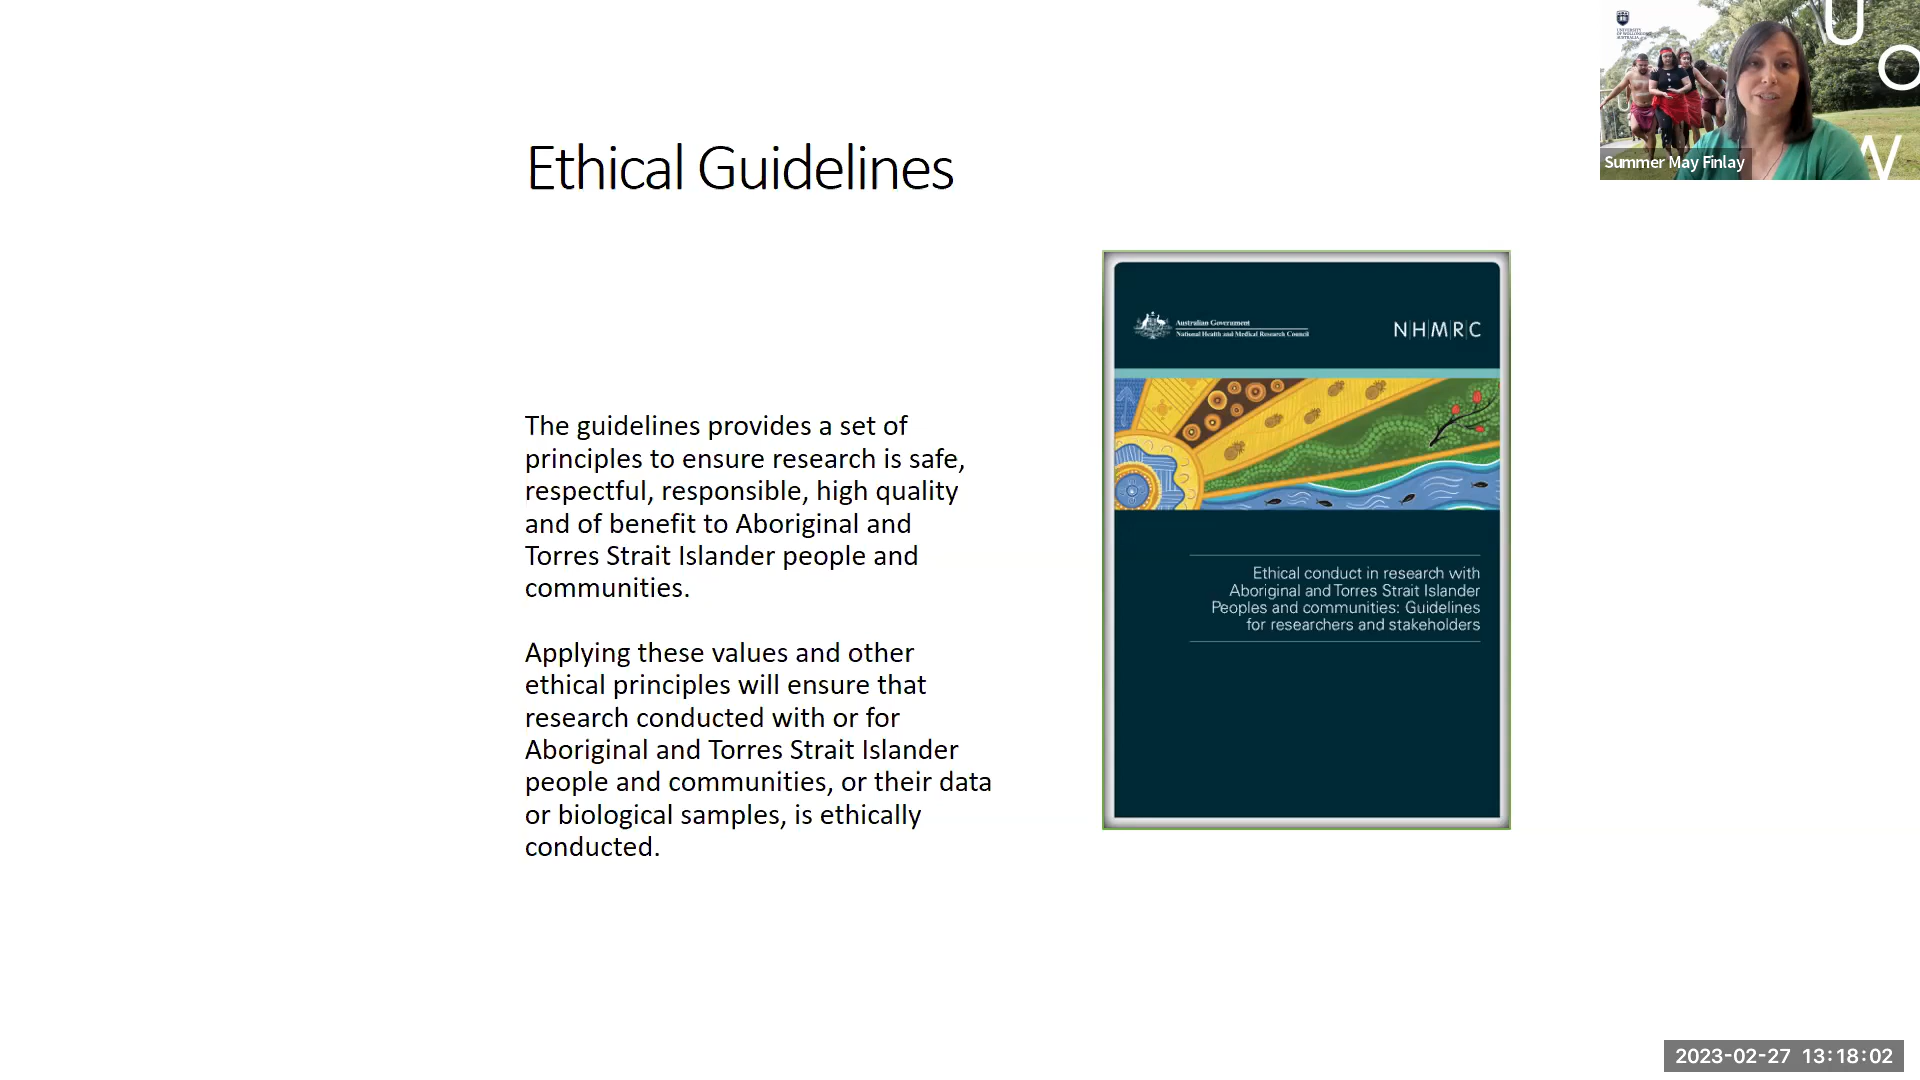 Ethical Guidelines
The guidelines provides a set of
principles to ensure research is safe,
respectful, responsible, high quality
and of benefit to Aboriginal and
Torres Strait Islander people and
communities.
Applying these values and other
ethical principles will ensure that
research conducted with or for
Aboriginal and Torres Strait Islander
people and communities, or their data
or biological samples, is ethically
conducted.
Australian Government
National Health and Medical Research Council
NHMRC
Ethical conduct in research with
Aboriginal and Torres Strait Islander
Peoples and communities: Guidelines
for researchers and stakeholders
UNIVERSITY
OF WOLLONGONG
AUSTRALIA
U
O
W
Summer May Finlay
2023-02-27 13:18:02